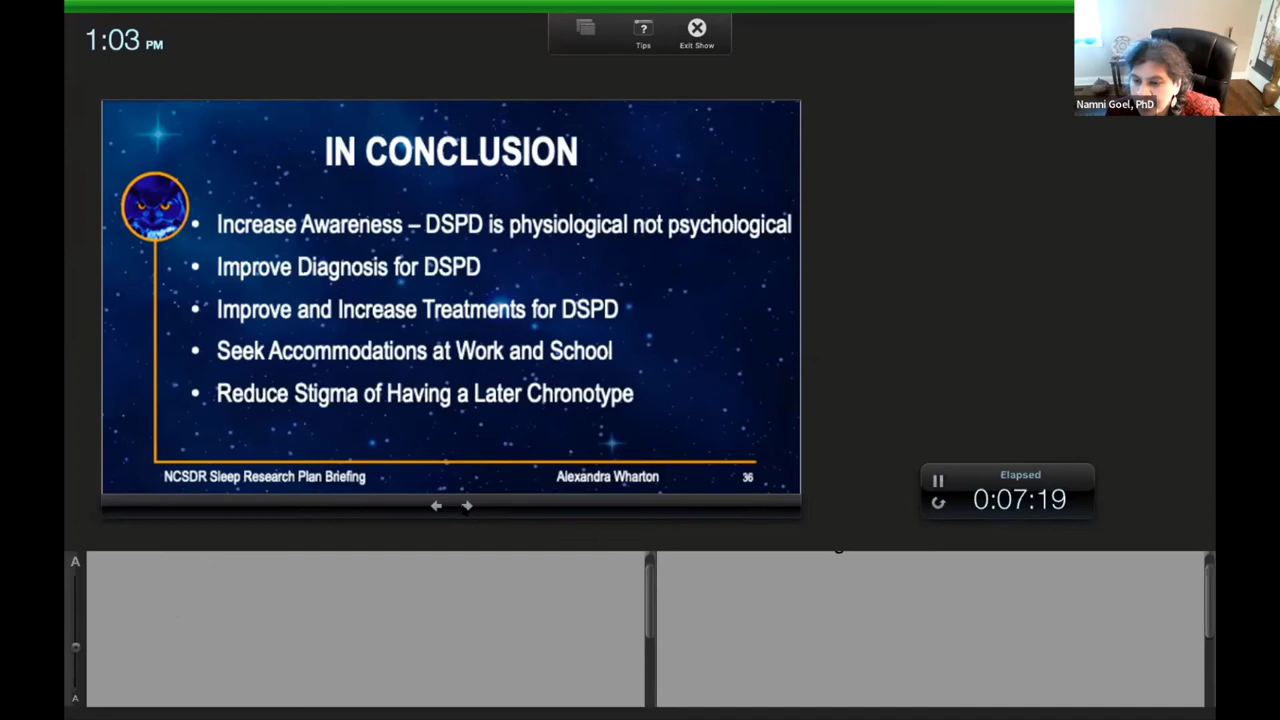 1:03 PM
Tips
Exit Show
Namni Goel, PhD
IN CONCLUSION
• Increase Awareness – DSPD is physiological not psychological
• Improve Diagnosis for DSPD
• Improve and Increase Treatments for DSPD
• Seek Accommodations at Work and School
• Reduce Stigma of Having a Later Chronotype
NCSDR Sleep Research Plan Briefing
Alexandra Wharton
36
Elapsed
0:07:19
A
A